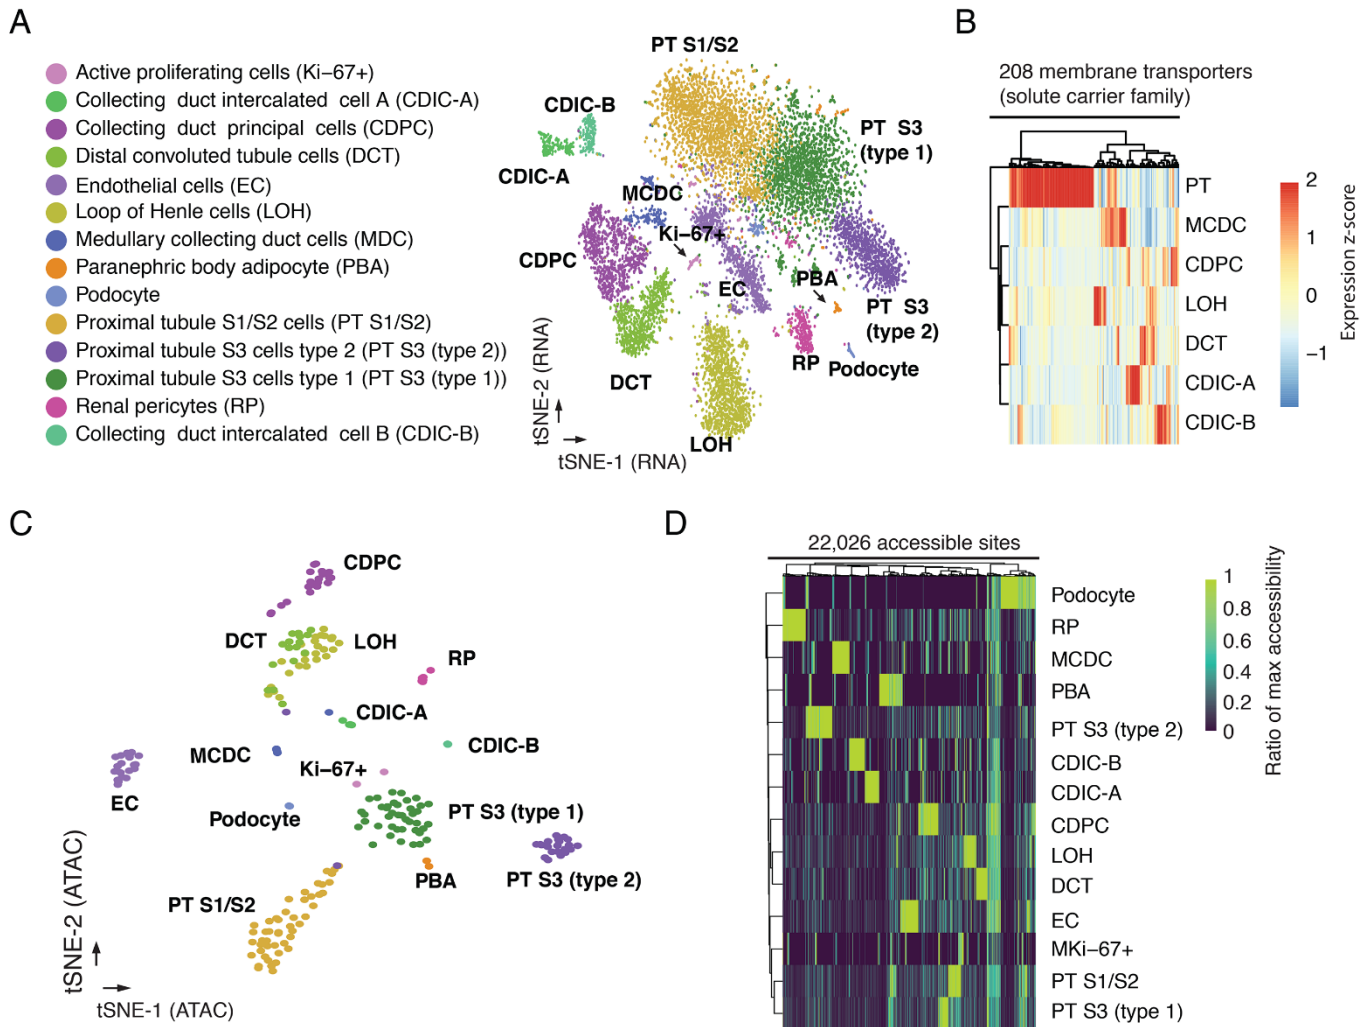 A
Active proliferating cells (Ki−67+)
Collecting duct intercalated cell A (CDIC-A)
Collecting duct principal cells (CDPC)
Distal convoluted tubule cells (DCT)
Endothelial cells (EC)
Loop of Henle cells (LOH)
Medullary collecting duct cells (MDC)
Paranephric body adipocyte (PBA)
Podocyte
Proximal tubule S1/S2 cells (PT S1/S2)
Proximal tubule S3 cells type 2 (PT S3 (type 2))
Proximal tubule S3 cells type 1 (PT S3 (type 1))
Renal pericytes (RP)
Collecting duct intercalated cell B (CDIC-B)
PT S1/S2
CDIC-B
PT S3
(type 1)
CDIC-A
MCDC
Ki−67+
CDPC
EC
PBA
PT S3
(type 2)
RP
Podocyte
DCT
LOH
tSNE-2 (RNA)
tSNE-1 (RNA)
B
208 membrane transporters
(solute carrier family)
PT
MCDC
CDPC
LOH
DCT
CDIC-A
CDIC-B
2
1
0
−1
Expression z-score
C
CDPC
DCT
LOH
RP
CDIC-A
CDIC-B
MCDC
Ki−67+
EC
Podocyte
PT S3 (type 1)
PBA
PT S3 (type 2)
PT S1/S2
tSNE-2 (ATAC)
tSNE-1 (ATAC)
D
22,026 accessible sites
Podocyte
RP
MCDC
PBA
PT S3 (type 2)
CDIC-B
CDIC-A
CDPC
LOH
DCT
EC
MKi−67+
PT S1/S2
PT S3 (type 1)
1
0.8
0.6
0.4
0.2
0
Ratio of max accessibility